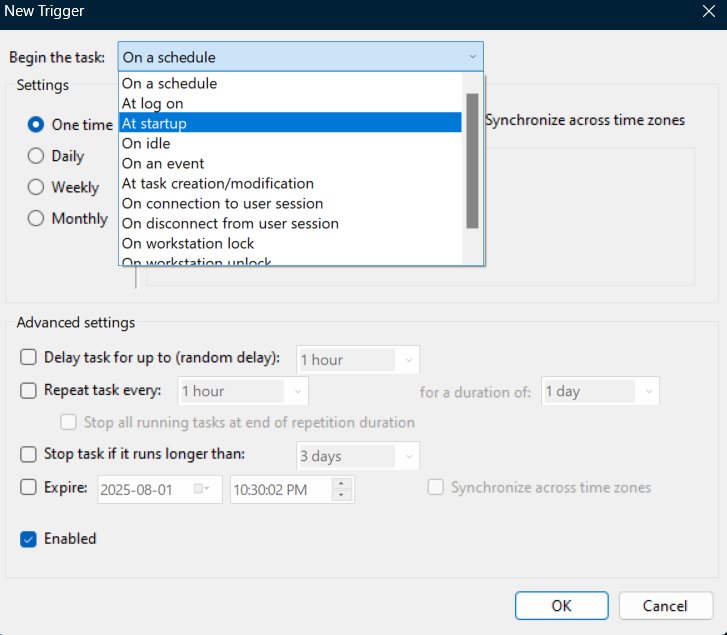 New Trigger
Begin the task: On a schedule
Settings
On a schedule
At log on
At startup
On idle
On an event
At task creation/modification
On connection to user session
On disconnect from user session
On workstation lock
On workstation unlock
One time
Daily
Weekly
Monthly
Synchronize across time zones
Advanced settings
Delay task for up to (random delay): 1 hour
Repeat task every: 1 hour for a duration of: 1 day
Stop all running tasks at end of repetition duration
Stop task if it runs longer than: 3 days
Expire: 2025-08-01 10:30:02 PM Synchronize across time zones
Enabled
OK Cancel